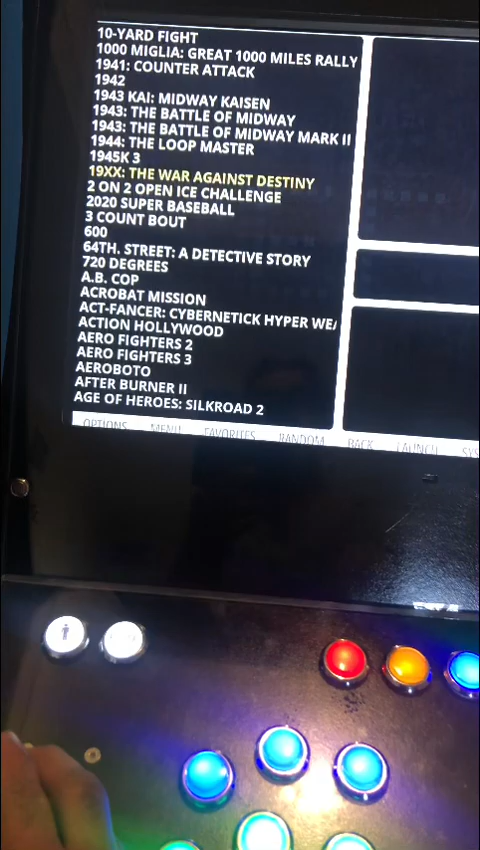 10-YARD FIGHT
1000 MIGLIA: GREAT 1000 MILES RALLY
1941: COUNTER ATTACK
1942
1943 KAI: MIDWAY KAISEN
1943: THE BATTLE OF MIDWAY
1943: THE BATTLE OF MIDWAY MARK II
1944: THE LOOP MASTER
1945K 3
19XX: THE WAR AGAINST DESTINY
2 ON 2 OPEN ICE CHALLENGE
2020 SUPER BASEBALL
3 COUNT BOUT
600
64TH. STREET: A DETECTIVE STORY
720 DEGREES
A.B. COP
ACROBAT MISSION
ACT-FANCER: CYBERNETICK HYPER WEA
ACTION HOLLYWOOD
AERO FIGHTERS 2
AERO FIGHTERS 3
AEROBOTO
AFTER BURNER II
AGE OF HEROES: SILKROAD 2
OPTIONS MENU FAVORITES RANDOM BACK LAUNCH SYS